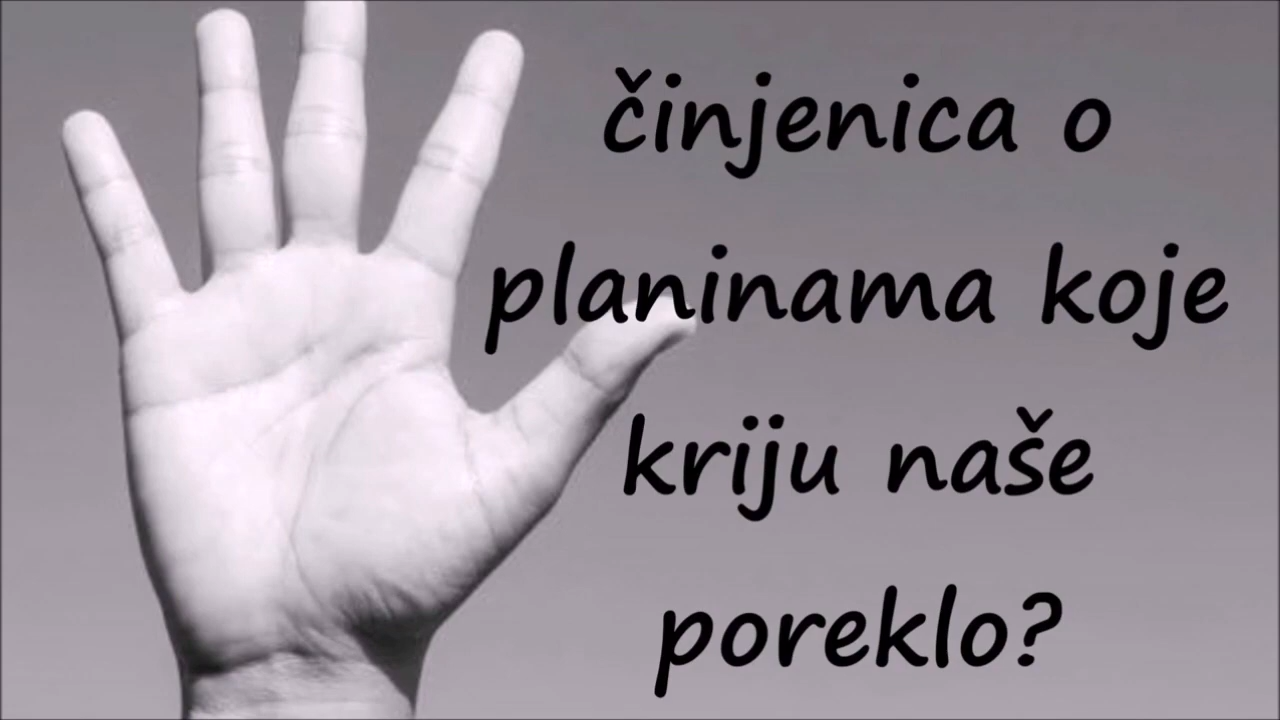 činjenica o
planinama koje
kriju naše
poreklo?